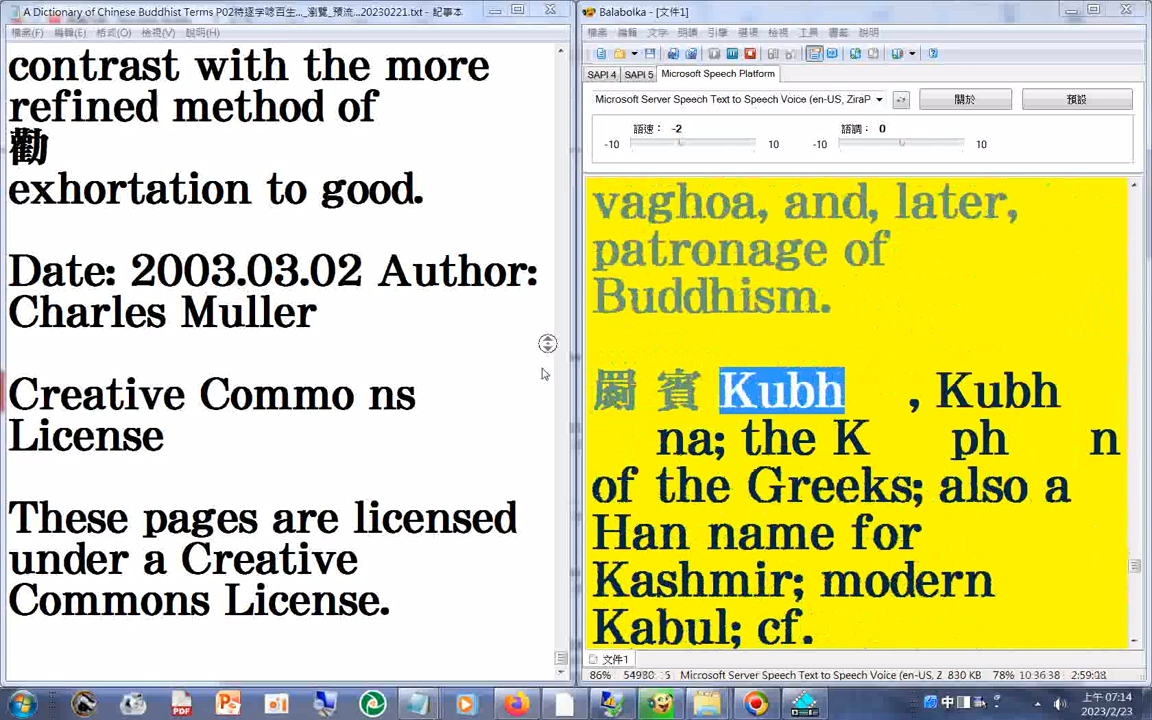 A Dictionary of Chinese Buddhist Terms P02待逐字唸百生..._瀏覽_預流...20230221.txt - 記事本
檔案(F) 編輯(E) 格式(O) 檢視(V) 說明(H)
contrast with the more
refined method of
勸
exhortation to good.
Date: 2003.03.02 Author:
Charles Muller
Creative Commo ns
License
These pages are licensed
under a Creative
Commons License.
Balabolka - [文件1]
檔案 編輯 文字 朗讀 引擎 選項 檢視 工具 書籤 說明
SAPI 4 SAPI 5 Microsoft Speech Platform
Microsoft Server Speech Text to Speech Voice (en-US, ZiraP
關於
預設
語速: -2
語調: 0
-10 10 -10 10
vaghoa, and, later,
patronage of
Buddhism.
罽 賓 Kubh , Kubh
na; the K ph n
of the Greeks; also a
Han name for
Kashmir; modern
Kabul; cf.
文件1
86% 54980 Microsoft Server Speech Text to Speech Voice (en-US, Z 830 KB 78% 10:36:38 2:59:08
中
上午 07:14
2023/2/23